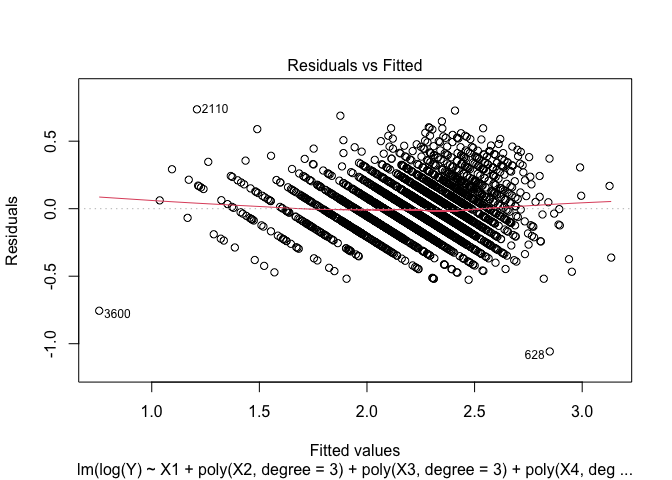 Residuals vs Fitted
2110
0.5
0.0
Residuals
-0.5
3600
-1.0
628
1.0 1.5 2.0 2.5 3.0
Fitted values
lm(log(Y) ~ X1 + poly(X2, degree = 3) + poly(X3, degree = 3) + poly(X4, deg ...